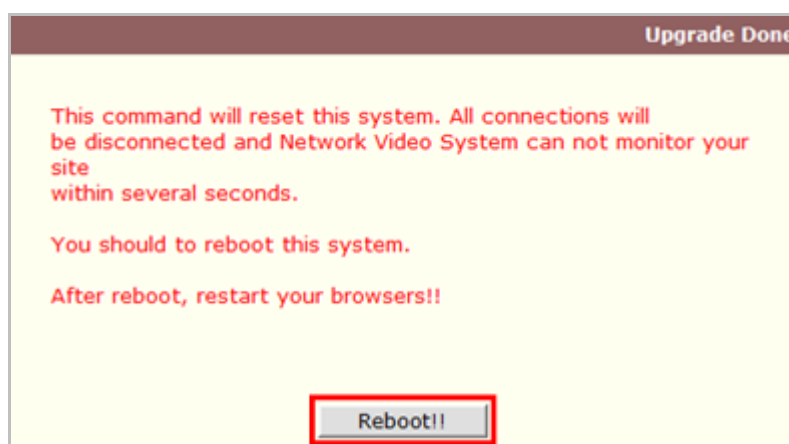 Upgrade Done
This command will reset this system. All connections will
be disconnected and Network Video System can not monitor your
site
within several seconds.
You should to reboot this system.
After reboot, restart your browsers!!
Reboot!!